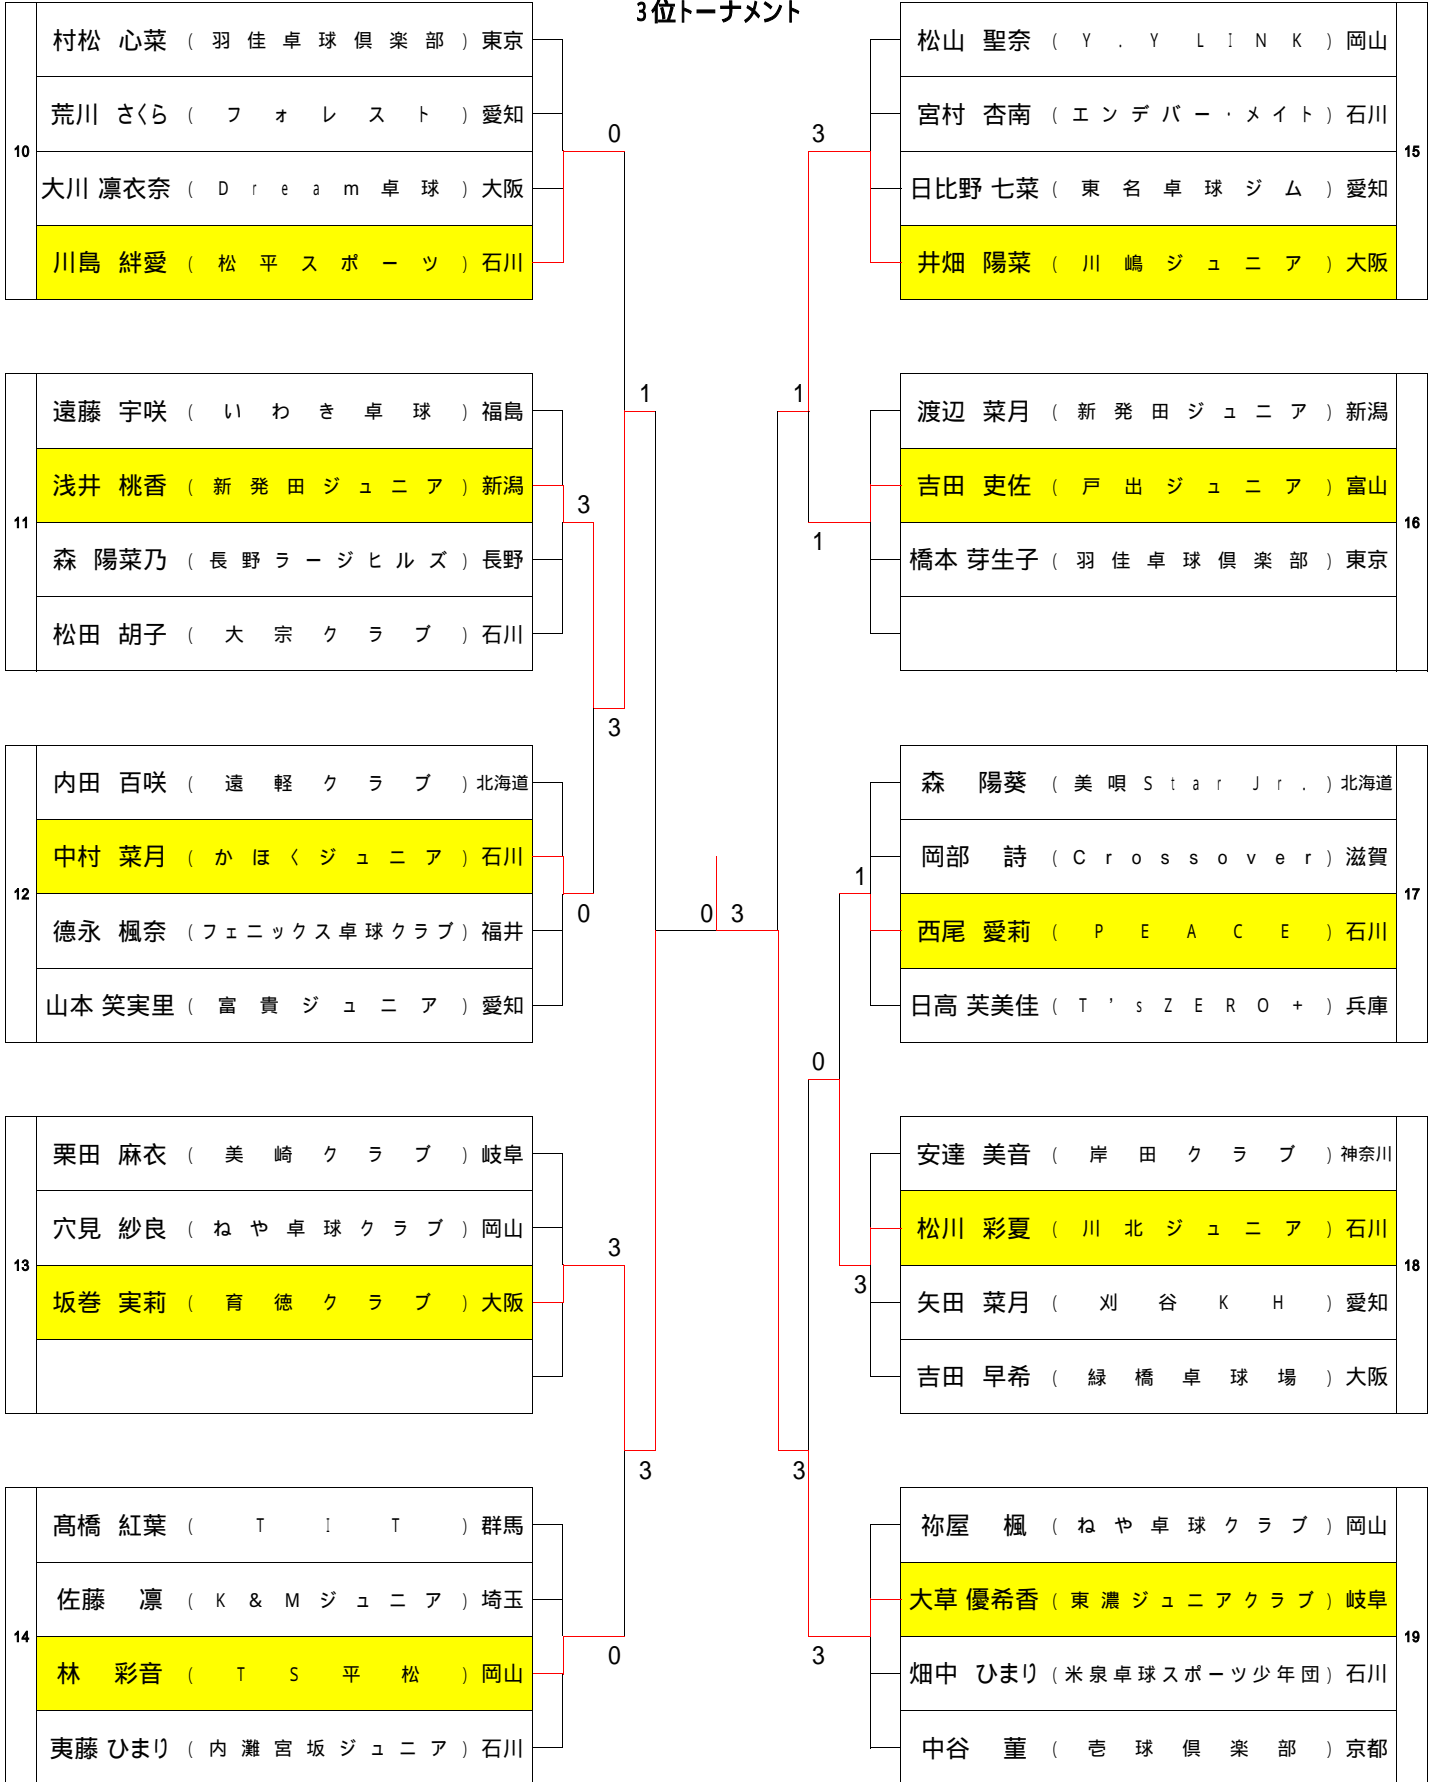 3位トーナメント
10
村松 心菜 (羽佳卓球倶楽部) 東京
荒川 さくら (フォレスト) 愛知
大川 凛衣奈 (Dream卓球) 大阪
川島 絆愛 (松平スポーツ) 石川
0
11
遠藤 宇咲 (いわき卓球) 福島
浅井 桃香 (新発田ジュニア) 新潟
森 陽菜乃 (長野ラージヒルズ) 長野
松田 胡子 (大宗クラブ) 石川
1
3
3
12
内田 百咲 (遠軽クラブ) 北海道
中村 菜月 (かほくジュニア) 石川
德永 楓奈 (フェニックス卓球クラブ) 福井
山本 笑実里 (富貴ジュニア) 愛知
0
13
栗田 麻衣 (美崎クラブ) 岐阜
穴見 紗良 (ねや卓球クラブ) 岡山
坂巻 実莉 (育徳クラブ) 大阪
3
3
14
髙橋 紅葉 (TIT) 群馬
佐藤 凛 (K&Mジュニア) 埼玉
林 彩音 (TS平松) 岡山
夷藤 ひまり (内灘宮坂ジュニア) 石川
0
0 3
15
松山 聖奈 (Y.Y LINK) 岡山
宮村 杏南 (エンデバー・メイト) 石川
日比野 七菜 (東名卓球ジム) 愛知
井畑 陽菜 (川嶋ジュニア) 大阪
3
16
渡辺 菜月 (新発田ジュニア) 新潟
吉田 吏佐 (戸出ジュニア) 富山
橋本 芽生子 (羽佳卓球倶楽部) 東京
1
1
17
森 陽葵 (美唄Star Jr.) 北海道
岡部 詩 (Crossover) 滋賀
西尾 愛莉 (PEACE) 石川
日高 芙美佳 (T'sZERO+) 兵庫
1
0
18
安達 美音 (岸田クラブ) 神奈川
松川 彩夏 (川北ジュニア) 石川
矢田 菜月 (刈谷KH) 愛知
吉田 早希 (緑橋卓球場) 大阪
3
3
19
祢屋 楓 (ねや卓球クラブ) 岡山
大草 優希香 (東濃ジュニアクラブ) 岐阜
畑中 ひまり (米泉卓球スポーツ少年団) 石川
中谷 菫 (壱球倶楽部) 京都
3